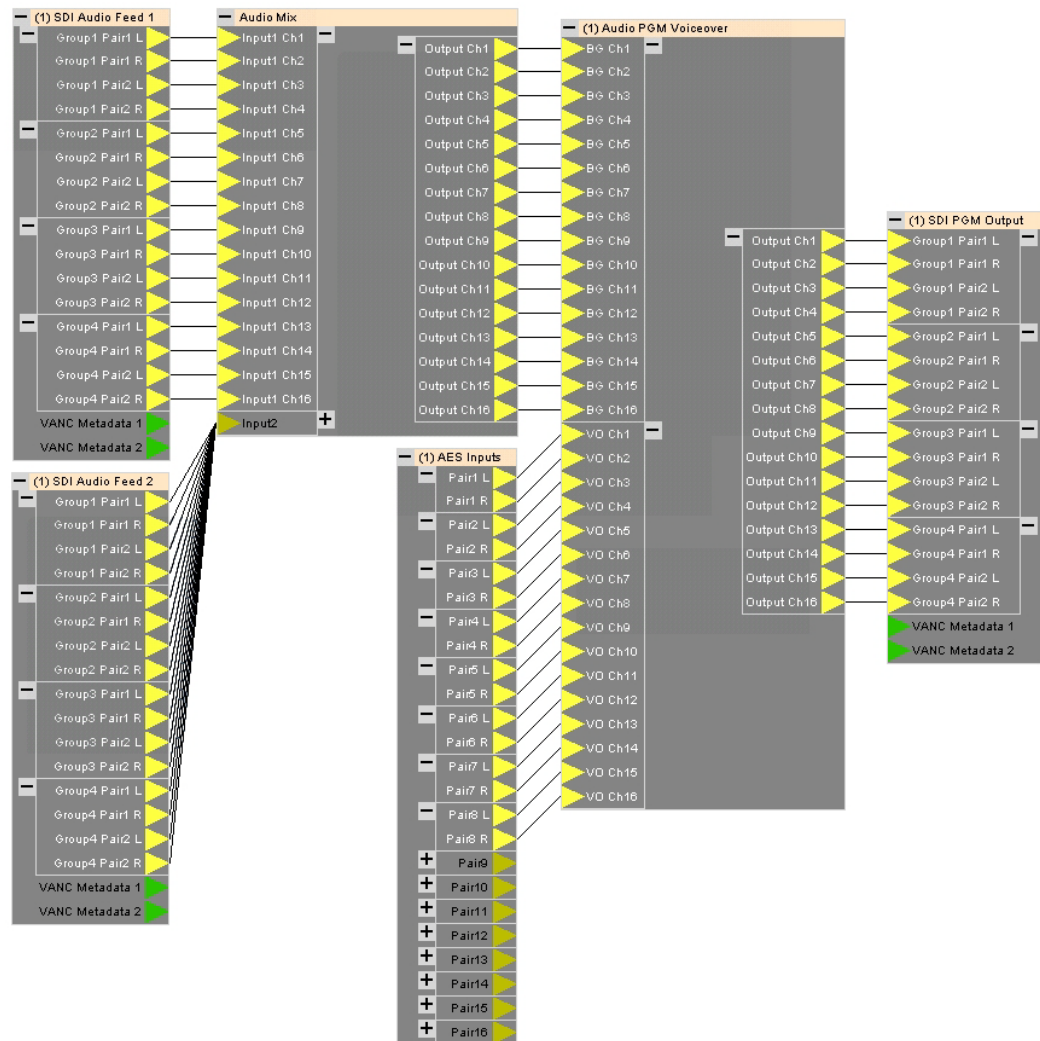 (1) SDI Audio Feed 1
Group1 Pair1 L
Group1 Pair1 R
Group1 Pair2 L
Group1 Pair2 R
Group2 Pair1 L
Group2 Pair1 R
Group2 Pair2 L
Group2 Pair2 R
Group3 Pair1 L
Group3 Pair1 R
Group3 Pair2 L
Group3 Pair2 R
Group4 Pair1 L
Group4 Pair1 R
Group4 Pair2 L
Group4 Pair2 R
VANC Metadata 1
VANC Metadata 2
(1) SDI Audio Feed 2
Group1 Pair1 L
Group1 Pair1 R
Group1 Pair2 L
Group1 Pair2 R
Group2 Pair1 L
Group2 Pair1 R
Group2 Pair2 L
Group2 Pair2 R
Group3 Pair1 L
Group3 Pair1 R
Group3 Pair2 L
Group3 Pair2 R
Group4 Pair1 L
Group4 Pair1 R
Group4 Pair2 L
Group4 Pair2 R
VANC Metadata 1
VANC Metadata 2
Audio Mix
Input1 Ch1
Input1 Ch2
Input1 Ch3
Input1 Ch4
Input1 Ch5
Input1 Ch6
Input1 Ch7
Input1 Ch8
Input1 Ch9
Input1 Ch10
Input1 Ch11
Input1 Ch12
Input1 Ch13
Input1 Ch14
Input1 Ch15
Input1 Ch16
Input2
Output Ch1
Output Ch2
Output Ch3
Output Ch4
Output Ch5
Output Ch6
Output Ch7
Output Ch8
Output Ch9
Output Ch10
Output Ch11
Output Ch12
Output Ch13
Output Ch14
Output Ch15
Output Ch16
(1) AES Inputs
Pair1 L
Pair1 R
Pair2 L
Pair2 R
Pair3 L
Pair3 R
Pair4 L
Pair4 R
Pair5 L
Pair5 R
Pair6 L
Pair6 R
Pair7 L
Pair7 R
Pair8 L
Pair8 R
Pair9
Pair10
Pair11
Pair12
Pair13
Pair14
Pair15
Pair16
(1) Audio PGM Voiceover
BG Ch1
BG Ch2
BG Ch3
BG Ch4
BG Ch5
BG Ch6
BG Ch7
BG Ch8
BG Ch9
BG Ch10
BG Ch11
BG Ch12
BG Ch13
BG Ch14
BG Ch15
BG Ch16
VO Ch1
VO Ch2
VO Ch3
VO Ch4
VO Ch5
VO Ch6
VO Ch7
VO Ch8
VO Ch9
VO Ch10
VO Ch11
VO Ch12
VO Ch13
VO Ch14
VO Ch15
VO Ch16
Output Ch1
Output Ch2
Output Ch3
Output Ch4
Output Ch5
Output Ch6
Output Ch7
Output Ch8
Output Ch9
Output Ch10
Output Ch11
Output Ch12
Output Ch13
Output Ch14
Output Ch15
Output Ch16
(1) SDI PGM Output
Group1 Pair1 L
Group1 Pair1 R
Group1 Pair2 L
Group1 Pair2 R
Group2 Pair1 L
Group2 Pair1 R
Group2 Pair2 L
Group2 Pair2 R
Group3 Pair1 L
Group3 Pair1 R
Group3 Pair2 L
Group3 Pair2 R
Group4 Pair1 L
Group4 Pair1 R
Group4 Pair2 L
Group4 Pair2 R
VANC Metadata 1
VANC Metadata 2